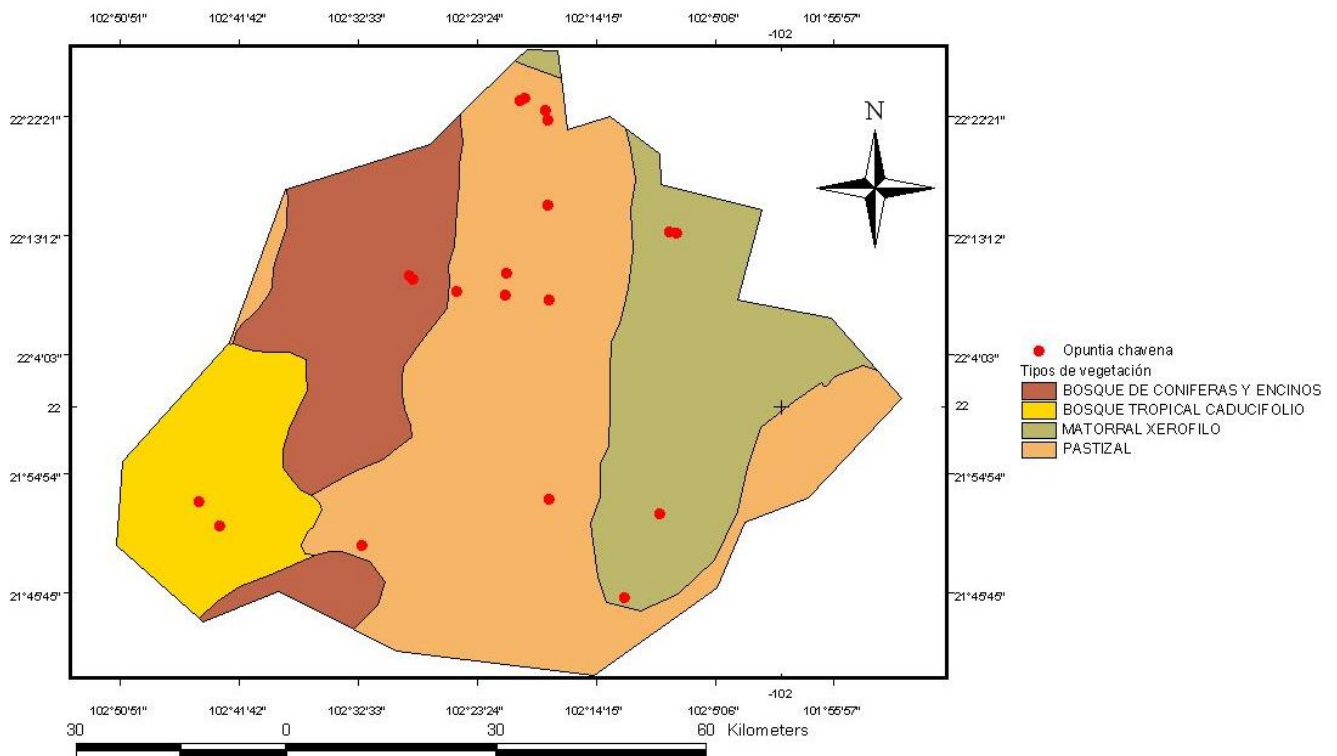 102°50'51" 102°41'42" 102°32'33" 102°23'24" 102°14'15" 102°5'06" 101°55'57"
-102
N
22°22'21" 22°22'21"
22°13'12" 22°13'12"
22°4'03" 22°4'03"
22 22
21°54'54" 21°54'54"
21°45'45" 21°45'45"
Opuntia chavena
Tipos de vegetación
BOSQUE DE CONIFERAS Y ENCINOS
BOSQUE TROPICAL CADUCIFOLIO
MATORRAL XEROFILO
PASTIZAL
-102
102°50'51" 102°41'42" 102°32'33" 102°23'24" 102°14'15" 102°5'06" 101°55'57"
30 0 30 60 Kilometers